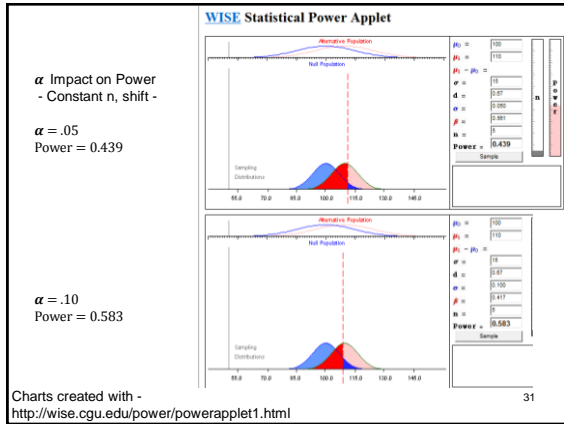 WISE Statistical Power Applet
α Impact on Power
- Constant n, shift -
α = .05
Power = 0.439
Alternative Population
Null Population
Sampling
Distributions
55.0 70.0 85.0 100.0 115.0 130.0 145.0
μ₀ = 100
μ₁ = 110
μ₁ - μ₀ =
σ = 15
d = 0.67
α = 0.050
β = 0.561
n = 5
Power = 0.439
Sample
n
power
α = .10
Power = 0.583
Alternative Population
Null Population
Sampling
Distributions
55.0 70.0 85.0 100.0 115.0 130.0 145.0
μ₀ = 100
μ₁ = 110
μ₁ - μ₀ =
σ = 15
d = 0.67
α = 0.100
β = 0.417
n = 5
Power = 0.583
Sample
Charts created with -
http://wise.cgu.edu/power/powerapplet1.html
31